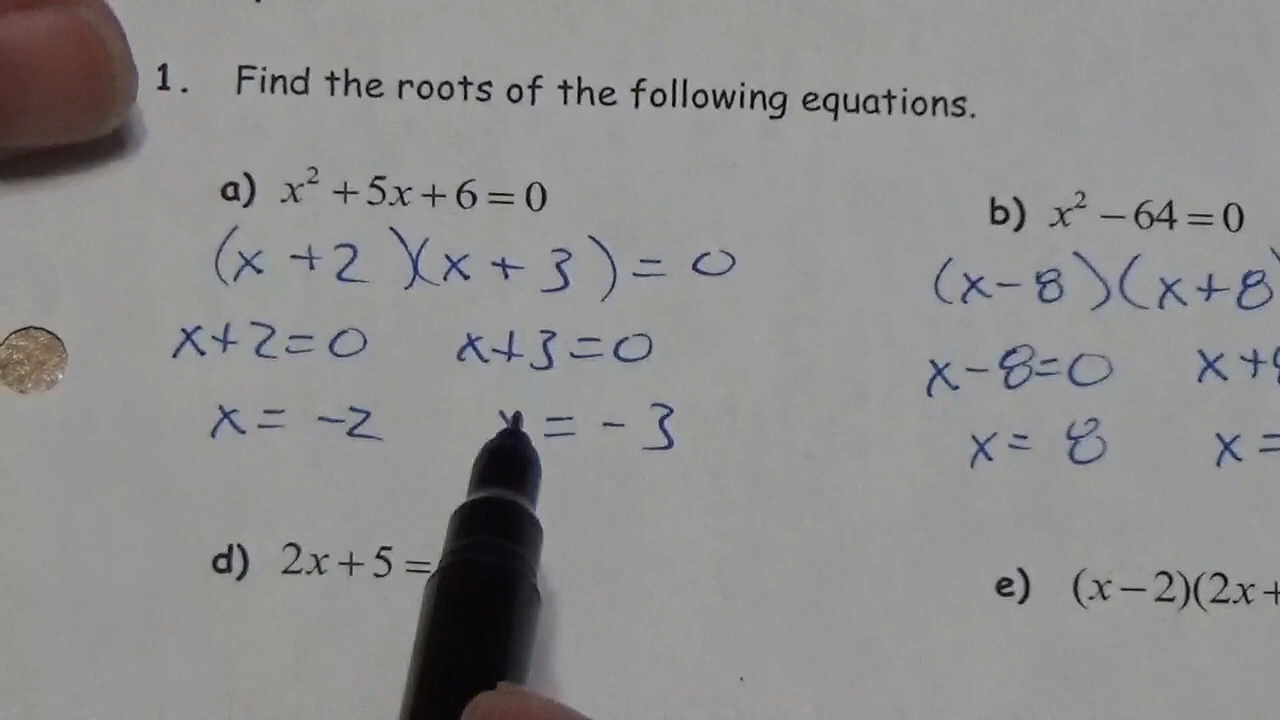 1. Find the roots of the following equations.
a) x² + 5x + 6 = 0
(x + 2)(x + 3) = 0
x + 2 = 0 x + 3 = 0
x = -2 x = -3
b) x² - 64 = 0
(x - 8)(x + 8
x - 8 = 0 x +
x = 8 x =
d) 2x + 5 =
e) (x - 2)(2x +